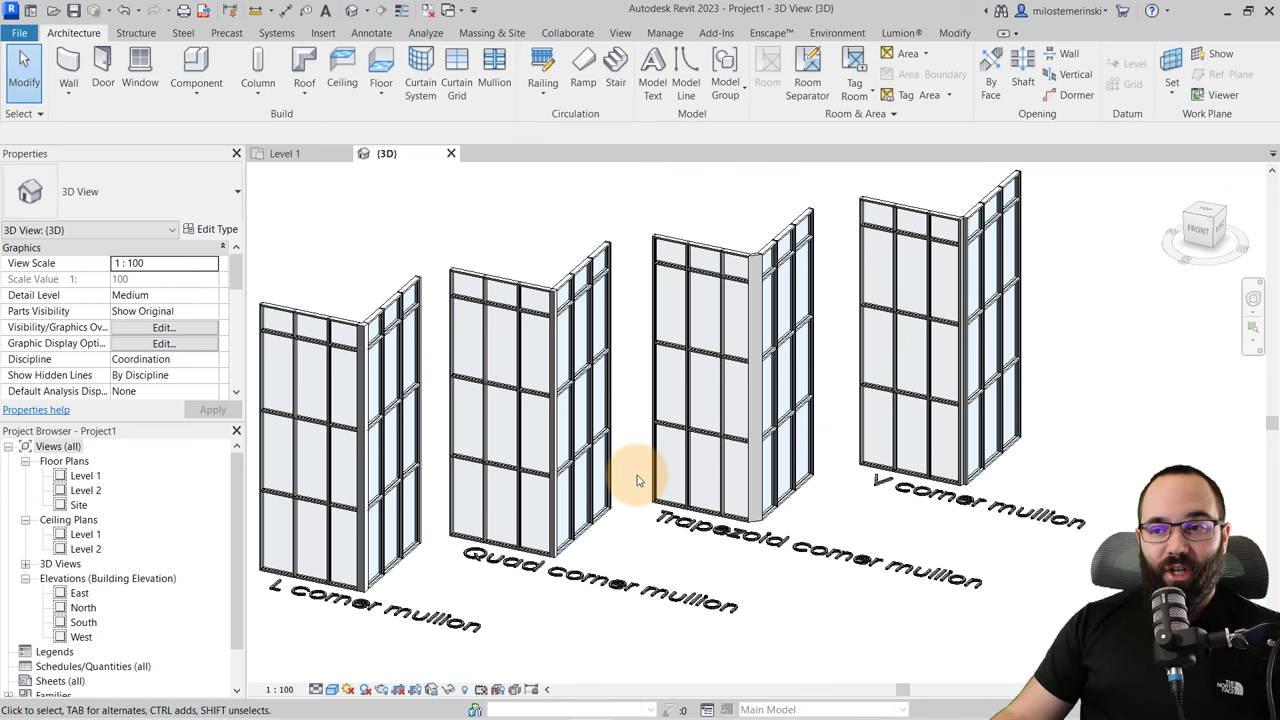 Autodesk Revit 2023 - Project1 - 3D View: {3D}
milostemerinski
File
Architecture
Structure
Steel
Precast
Systems
Insert
Annotate
Analyze
Massing & Site
Collaborate
View
Manage
Add-Ins
Enscape™
Environment
Lumion®
Modify
Modify
Wall
Door
Window
Component
Column
Roof
Ceiling
Floor
Curtain System
Curtain Grid
Mullion
Railing
Ramp
Stair
Model Text
Model Line
Model Group
Room
Room Separator
Tag Room
Area
Area Boundary
Tag Area
By Face
Shaft
Wall
Vertical
Dormer
Level
Grid
Set
Show
Ref Plane
Viewer
Select
Build
Circulation
Model
Room & Area
Opening
Datum
Work Plane
Properties
Level 1
{3D}
3D View
3D View: {3D}
Edit Type
Graphics
View Scale
1 : 100
Scale Value 1:
100
Detail Level
Medium
Parts Visibility
Show Original
Visibility/Graphics Ov...
Edit...
Graphic Display Opti...
Edit...
Discipline
Coordination
Show Hidden Lines
By Discipline
Default Analysis Disp...
None
Properties help
Apply
Project Browser - Project1
Views (all)
Floor Plans
Level 1
Level 2
Site
Ceiling Plans
Level 1
Level 2
3D Views
Elevations (Building Elevation)
East
North
South
West
Legends
Schedules/Quantities (all)
Sheets (all)
Families
TOP
FRONT
L corner mullion
Quad corner mullion
Trapezoid corner mullion
V corner mullion
THE NORTH FACE
1 : 100
Click to select, TAB for alternates, CTRL adds, SHIFT unselects.
:0
Main Model